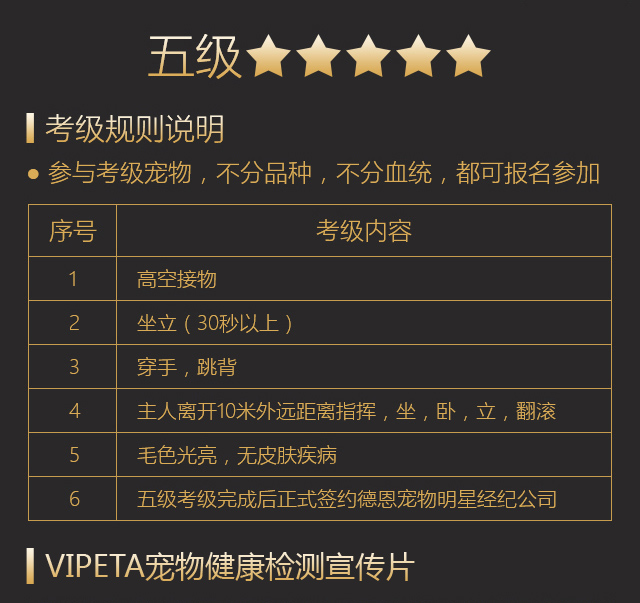 五级★★★★★
考级规则说明
● 参与考级宠物，不分品种，不分血统，都可报名参加
序号 考级内容
1 高空接物
2 坐立（30秒以上）
3 穿手，跳背
4 主人离开10米外远距离指挥，坐，卧，立，翻滚
5 毛色光亮，无皮肤疾病
6 五级考级完成后正式签约德恩宠物明星经纪公司
VIPETA宠物健康检测宣传片